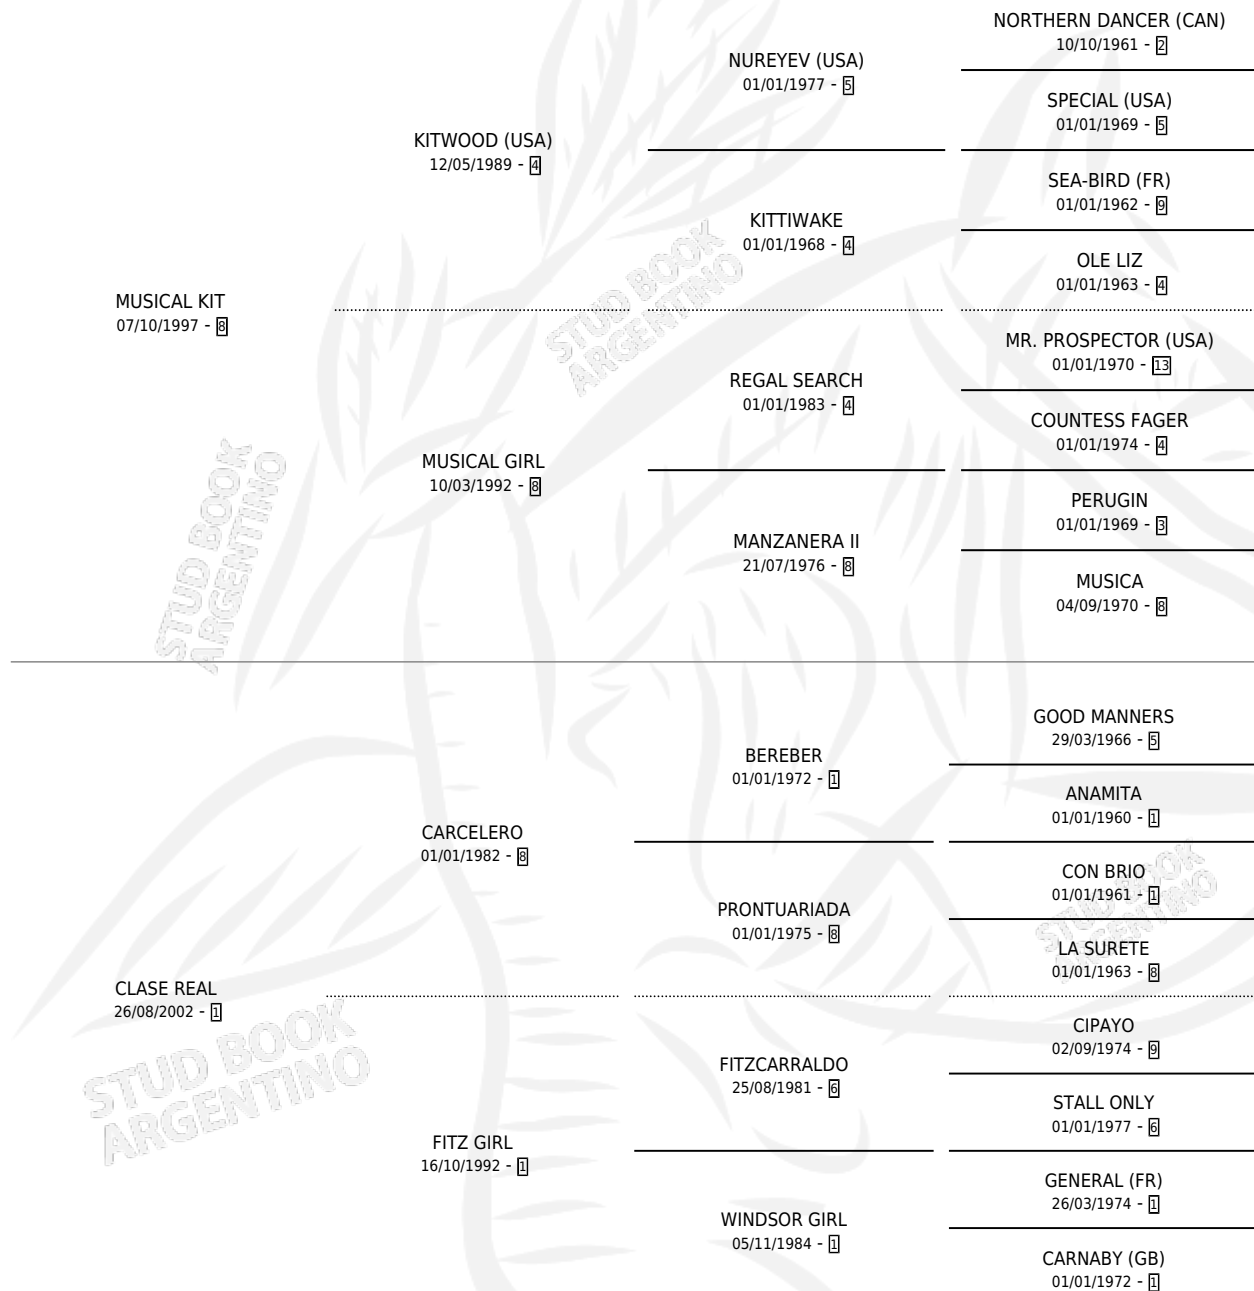 NORTHERN DANCER (CAN)
10/10/1961 - 2
NUREYEV (USA)
01/01/1977 - 5
SPECIAL (USA)
01/01/1969 - 5
KITWOOD (USA)
12/05/1989 - 4
SEA-BIRD (FR)
01/01/1962 - 9
KITTIWAKE
01/01/1968 - 4
OLE LIZ
01/01/1963 - 4
MUSICAL KIT
07/10/1997 - 8
MR. PROSPECTOR (USA)
01/01/1970 - 13
REGAL SEARCH
01/01/1983 - 4
COUNTESS FAGER
01/01/1974 - 4
MUSICAL GIRL
10/03/1992 - 8
PERUGIN
01/01/1969 - 3
MANZANERA II
21/07/1976 - 8
MUSICA
04/09/1970 - 8
GOOD MANNERS
29/03/1966 - 5
BEREBER
01/01/1972 - 1
ANAMITA
01/01/1960 - 1
CARCELERO
01/01/1982 - 8
CON BRIO
01/01/1961 - 1
PRONTUARIADA
01/01/1975 - 8
LA SURETE
01/01/1963 - 8
CLASE REAL
26/08/2002 - 1
CIPAYO
02/09/1974 - 9
FITZCARRALDO
25/08/1981 - 6
STALL ONLY
01/01/1977 - 6
FITZ GIRL
16/10/1992 - 1
GENERAL (FR)
26/03/1974 - 1
WINDSOR GIRL
05/11/1984 - 1
CARNABY (GB)
01/01/1972 - 1
STUD BOOK
ARGENTINO
STUD BOOK
ARGENTINO
STUD BOOK
ARGENTINO
STUD BOOK
ARGENTINO